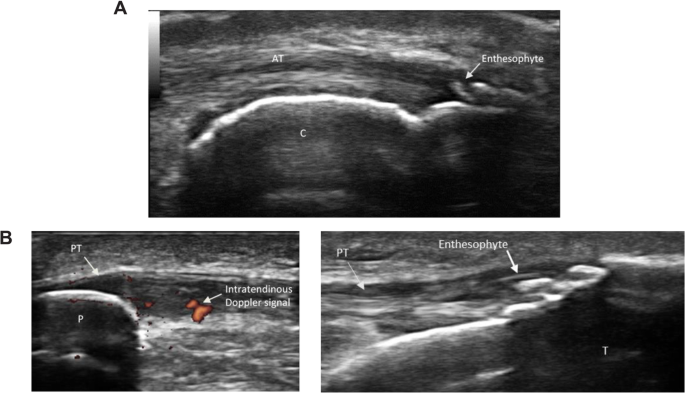 A
AT
Enthesophyte
C
B
PT
Intratendinous
Doppler signal
P
PT
Enthesophyte
T